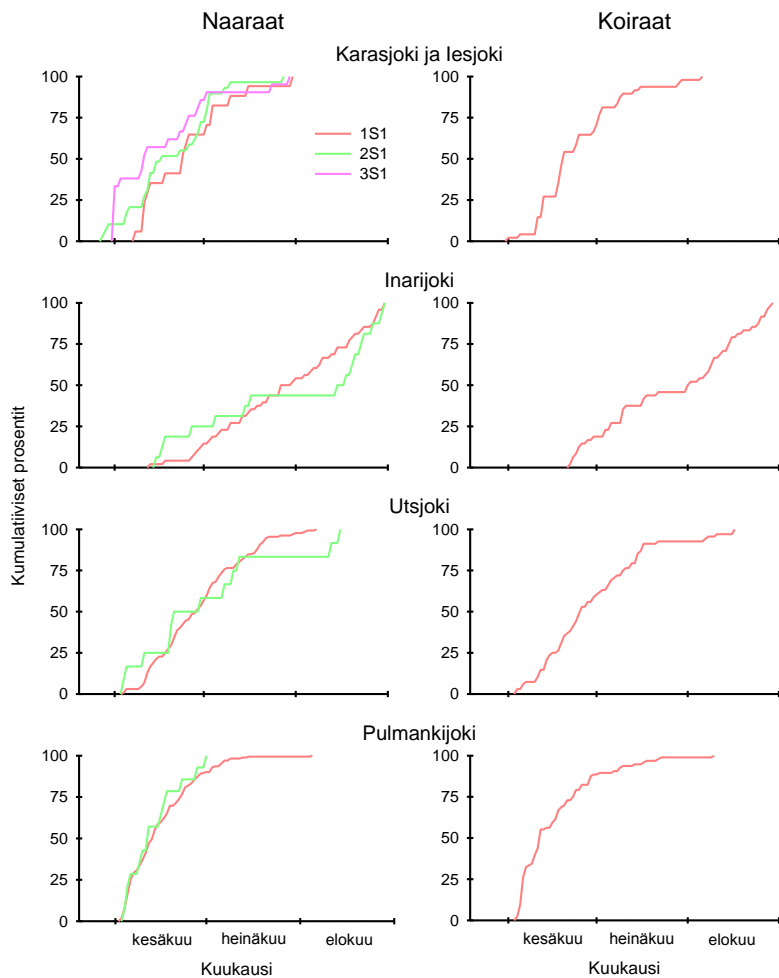 Naaraat
Koiraat
Karasjoki ja Iesjoki
100
75
50
25
0
1S1
2S1
3S1
100
75
50
25
0
Inarijoki
100
75
50
25
0
100
75
50
25
0
Utsjoki
100
75
50
25
0
100
75
50
25
0
Pulmankijoki
100
75
50
25
0
100
75
50
25
0
Kumulatiiviset prosentit
kesäkuu heinäkuu elokuu
Kuukausi
kesäkuu heinäkuu elokuu
Kuukausi